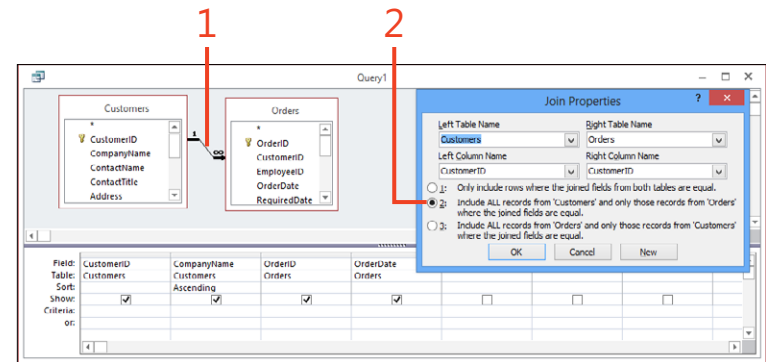 1 2
Query1
Customers
*
CustomerID
CompanyName
ContactName
ContactTitle
Address
1
∞
Orders
*
OrderID
CustomerID
EmployeeID
OrderDate
RequiredDate
Join Properties ?
Left Table Name Right Table Name
Customers Orders
Left Column Name Right Column Name
CustomerID CustomerID
1: Only include rows where the joined fields from both tables are equal.
2: Include ALL records from 'Customers' and only those records from 'Orders'
where the joined fields are equal.
3: Include ALL records from 'Orders' and only those records from 'Customers'
where the joined fields are equal.
OK Cancel New
Field: CustomerID CompanyName OrderID OrderDate
Table: Customers Customers Orders Orders
Sort: Ascending
Show:
Criteria:
or: